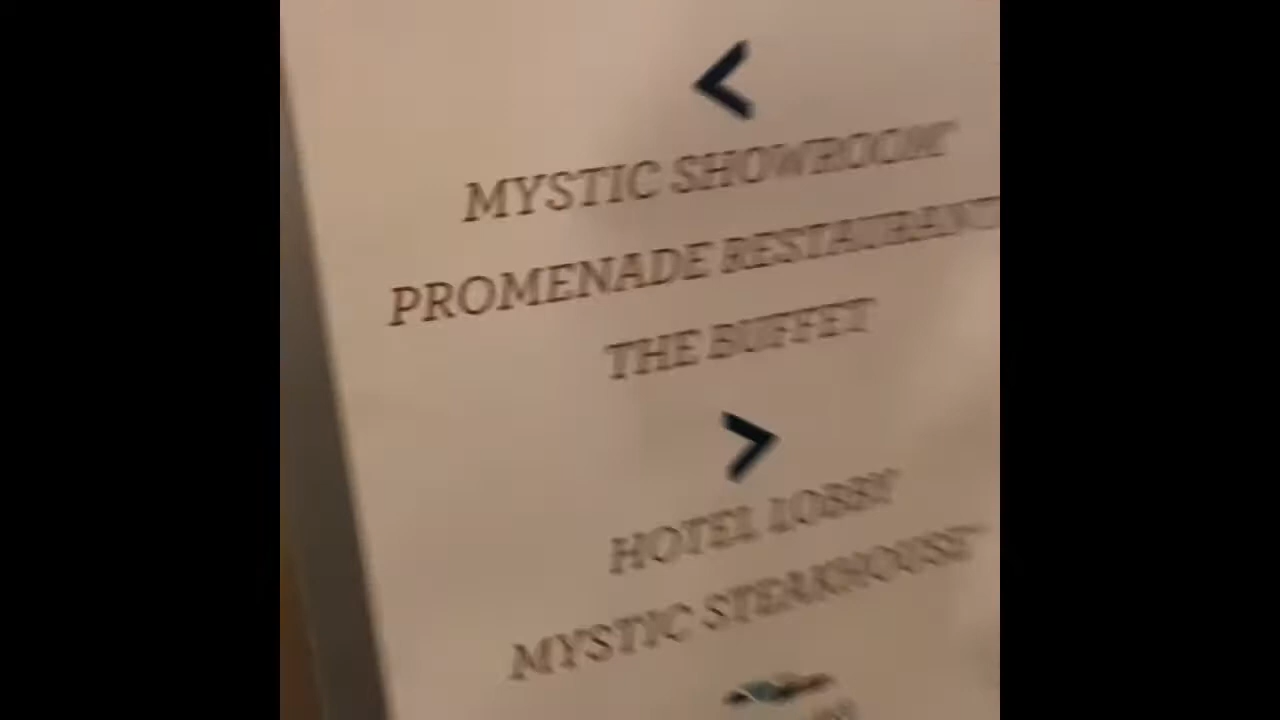 <
MYSTIC SHOWROOM
PROMENADE RESTAURANT
THE BUFFET
>
HOTEL LOBBY
MYSTIC STEAKHOUSE